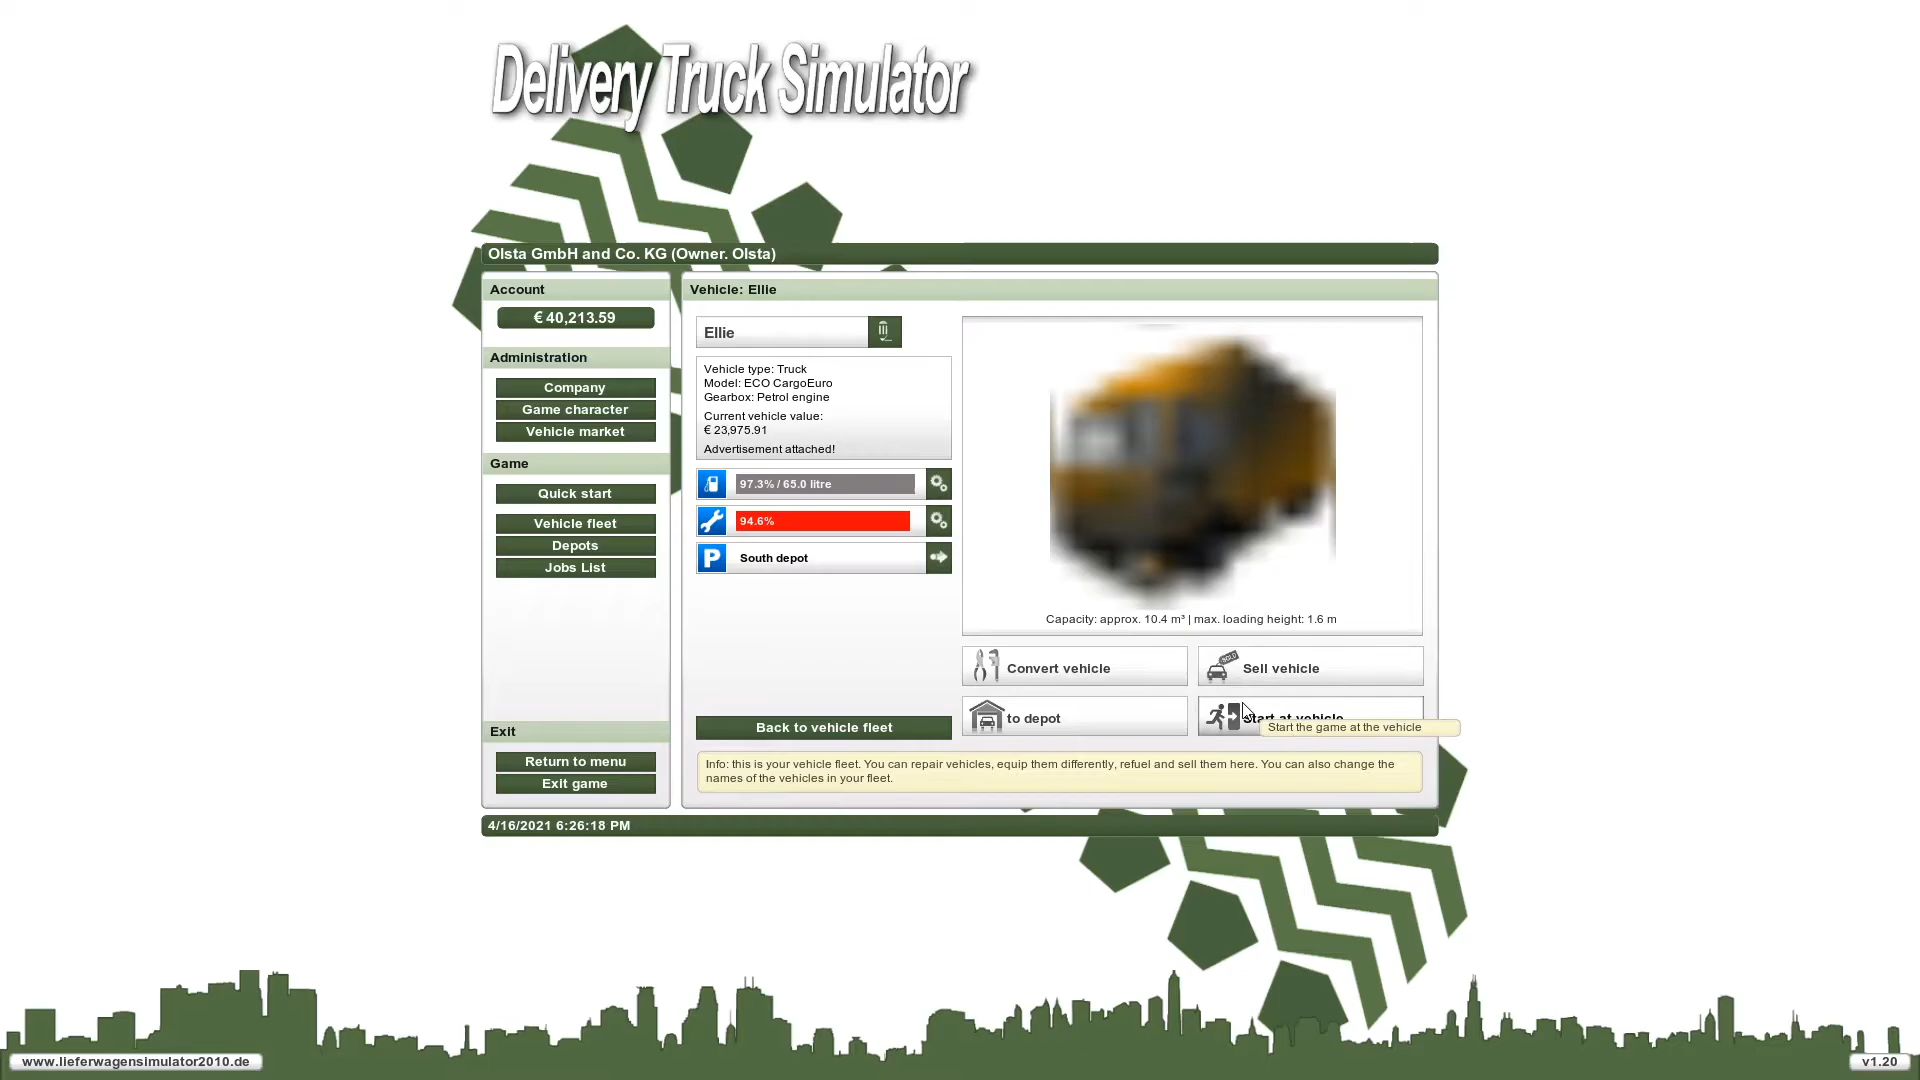 Delivery Truck Simulator
Olsta GmbH and Co. KG (Owner. Olsta)
Account
€ 40,213.59
Administration
Company
Game character
Vehicle market
Game
Quick start
Vehicle fleet
Depots
Jobs List
Exit
Return to menu
Exit game
Vehicle: Ellie
Ellie
Vehicle type: Truck
Model: ECO CargoEuro
Gearbox: Petrol engine
Current vehicle value:
€ 23,975.91
Advertisement attached!
97.3% / 65.0 litre
94.6%
P South depot
Back to vehicle fleet
Capacity: approx. 10.4 m³ | max. loading height: 1.6 m
Convert vehicle
SOLD
Sell vehicle
to depot
Start at vehicle
Start the game at the vehicle
Info: this is your vehicle fleet. You can repair vehicles, equip them differently, refuel and sell them here. You can also change the
names of the vehicles in your fleet.
4/16/2021 6:26:18 PM
www.lieferwagensimulator2010.de
v1.20